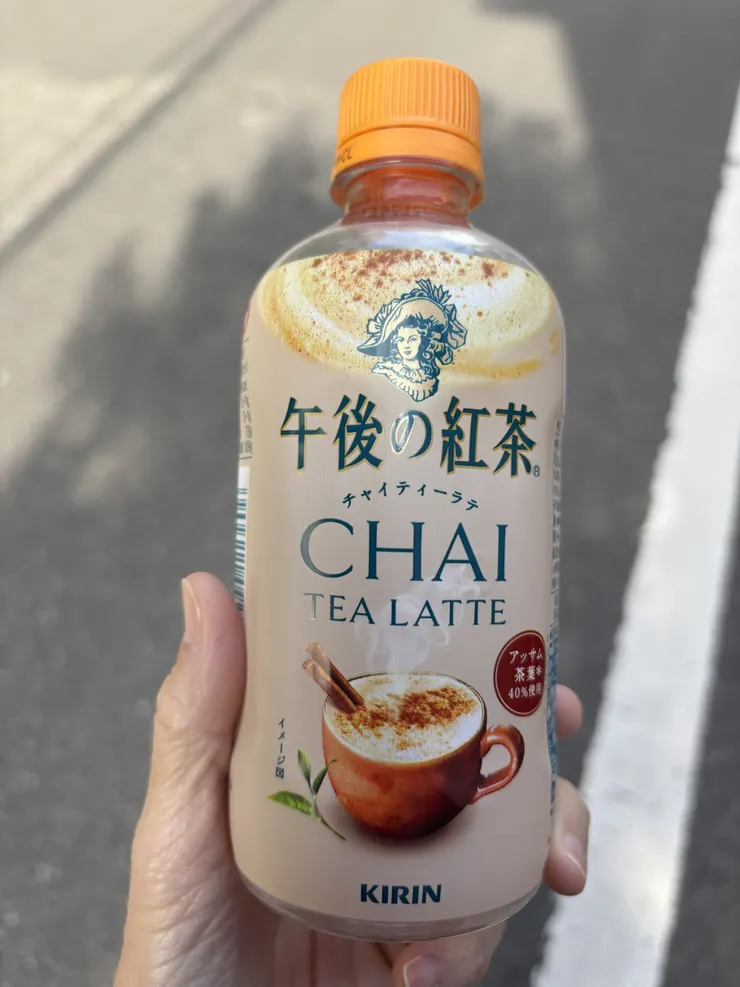 午後の紅茶®
チャイティーラテ
CHAI
TEA LATTE
アッサム
茶葉※
40%使用
イメージ図
KIRIN